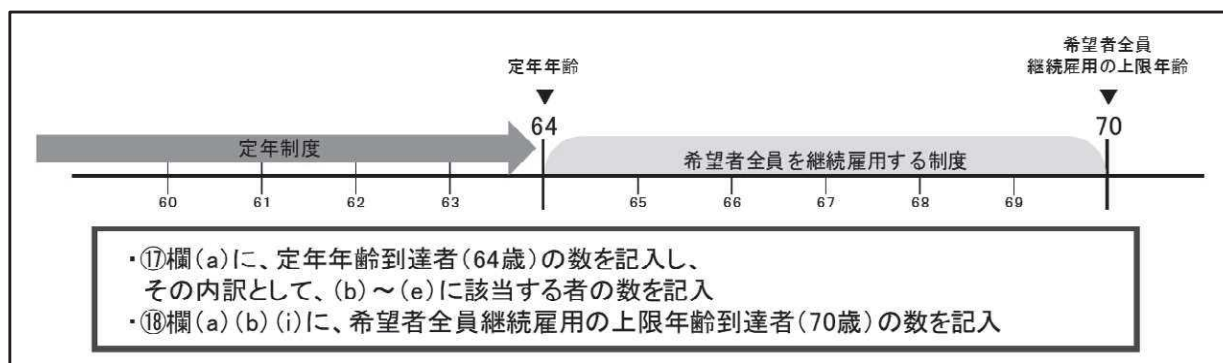 希望者全員
継続雇用の上限年齢
定年年齢
▼
▼
64
70
定年制度
希望者全員を継続雇用する制度
60 61 62 63 65 66 67 68 69
・⑰欄(a)に、定年年齢到達者(64歳)の数を記入し、
その内訳として、(b)～(e)に該当する者の数を記入
・⑱欄(a)(b)(i)に、希望者全員継続雇用の上限年齢到達者(70歳)の数を記入